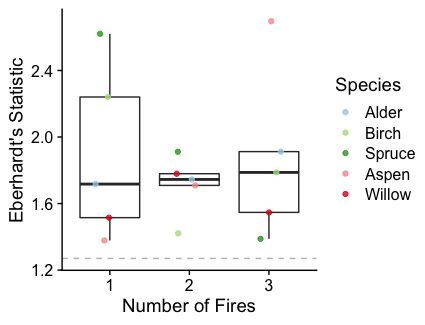 Eberhardt's Statistic
2.4
2.0
1.6
1.2
1 2 3
Number of Fires
Species
Alder
Birch
Spruce
Aspen
Willow